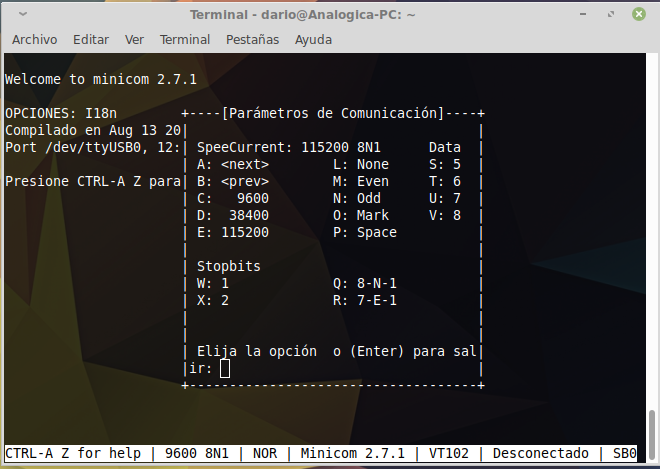 Terminal - dario@Analogica-PC: ~
Archivo Editar Ver Terminal Pestañas Ayuda
Welcome to minicom 2.7.1
OPCIONES: I18n +----[Parámetros de Comunicación]----+
Compilado en Aug 13 20| |
Port /dev/ttyUSB0, 12:| SpeeCurrent: 115200 8N1 Data |
| A: <next> L: None S: 5 |
Presione CTRL-A Z para| B: <prev> M: Even T: 6 |
| C: 9600 N: Odd U: 7 |
| D: 38400 O: Mark V: 8 |
| E: 115200 P: Space |
| |
| Stopbits |
| W: 1 Q: 8-N-1 |
| X: 2 R: 7-E-1 |
| |
| |
| Elija la opción o (Enter) para sal|
|ir: |
+-----------------------------------+
CTRL-A Z for help | 9600 8N1 | NOR | Minicom 2.7.1 | VT102 | Desconectado | SB0